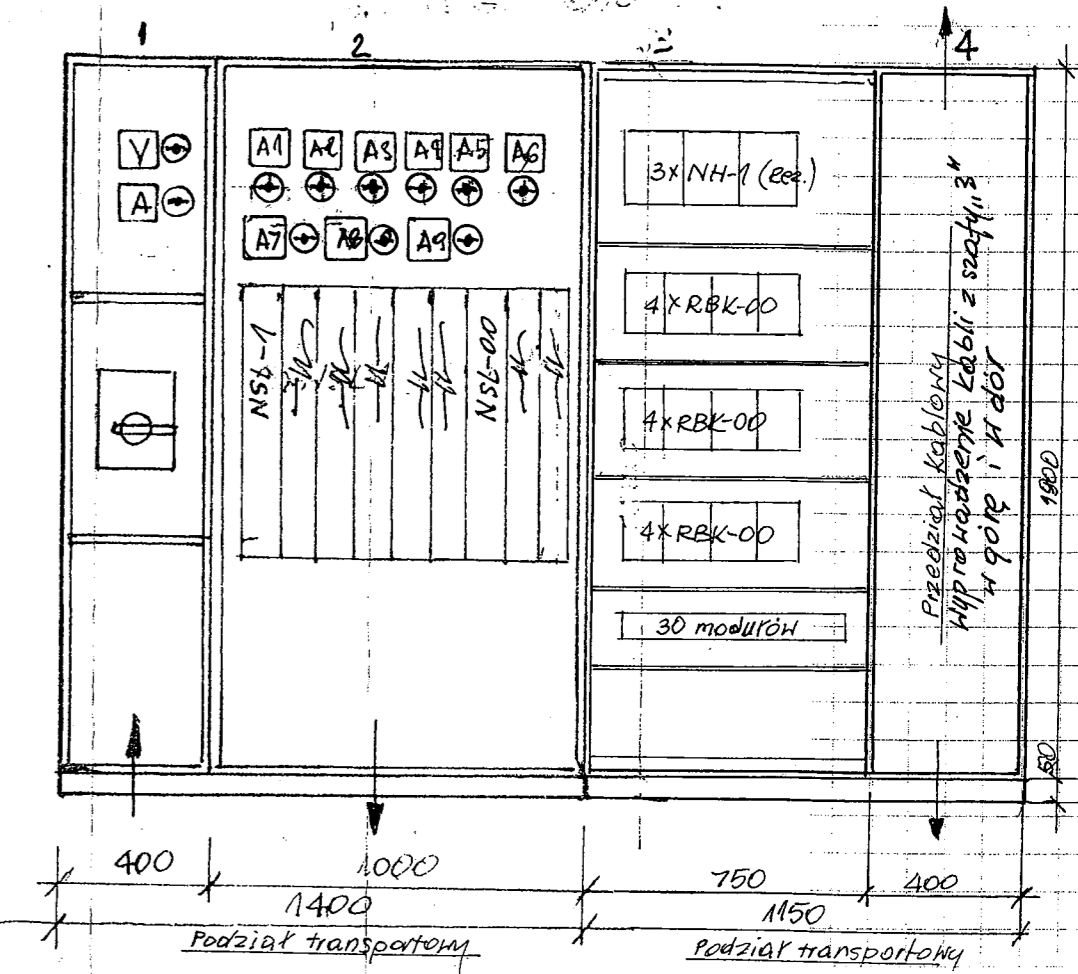 1
2
4
V
A
A1 A2 A3 A4 A5 A6
A7 A8 A9
NSL-1
NSL-00
3x NH-1 (rez.)
4xRBK-00
4xRBK-00
4xRBK-00
30 modułów
Przedział kablowy
Wyprowadzenie kabli z szafy „3"
w górę i w dół
1900
400
1000
750
400
1400
1150
Podział transportowy
Podział transportowy